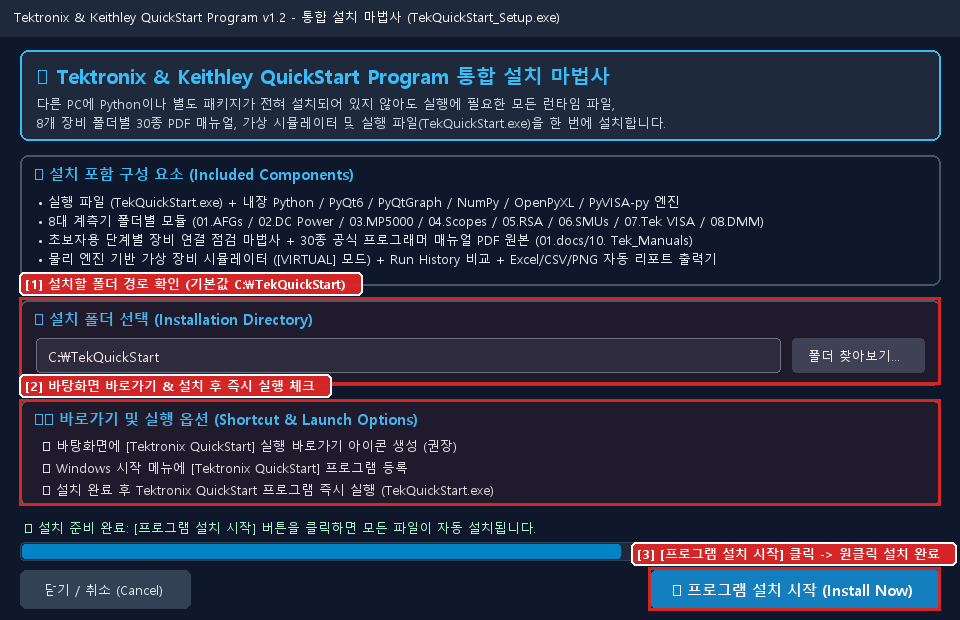 Tektronix & Keithley QuickStart Program v1.2 - 통합 설치 마법사 (TekQuickStart_Setup.exe)
Tektronix & Keithley QuickStart Program 통합 설치 마법사
다른 PC에 Python이나 별도 패키지가 전혀 설치되어 있지 않아도 실행에 필요한 모든 런타임 파일,
8개 장비 폴더별 30종 PDF 매뉴얼, 가상 시뮬레이터 및 실행 파일(TekQuickStart.exe)을 한 번에 설치합니다.
설치 포함 구성 요소 (Included Components)
• 실행 파일 (TekQuickStart.exe) + 내장 Python / PyQt6 / PyQtGraph / NumPy / OpenPyXL / PyVISA-py 엔진
• 8대 계측기 폴더별 모듈 (01.AFGs / 02.DC Power / 03.MP5000 / 04.Scopes / 05.RSA / 06.SMUs / 07.Tek VISA / 08.DMM)
• 초보자용 단계별 장비 연결 점검 마법사 + 30종 공식 프로그래머 매뉴얼 PDF 원본 (01.docs/10. Tek_Manuals)
• 물리 엔진 기반 가상 장비 시뮬레이터 ([VIRTUAL] 모드) + Run History 비교 + Excel/CSV/PNG 자동 리포트 출력기
[1] 설치할 폴더 경로 확인 (기본값 C:₩TekQuickStart)
설치 폴더 선택 (Installation Directory)
C:₩TekQuickStart
폴더 찾아보기...
[2] 바탕화면 바로가기 & 설치 후 즉시 실행 체크
바로가기 및 실행 옵션 (Shortcut & Launch Options)
바탕화면에 [Tektronix QuickStart] 실행 바로가기 아이콘 생성 (권장)
Windows 시작 메뉴에 [Tektronix QuickStart] 프로그램 등록
설치 완료 후 Tektronix QuickStart 프로그램 즉시 실행 (TekQuickStart.exe)
설치 준비 완료: [프로그램 설치 시작] 버튼을 클릭하면 모든 파일이 자동 설치됩니다.
[3] [프로그램 설치 시작] 클릭 -> 원클릭 설치 완료
닫기 / 취소 (Cancel)
프로그램 설치 시작 (Install Now)